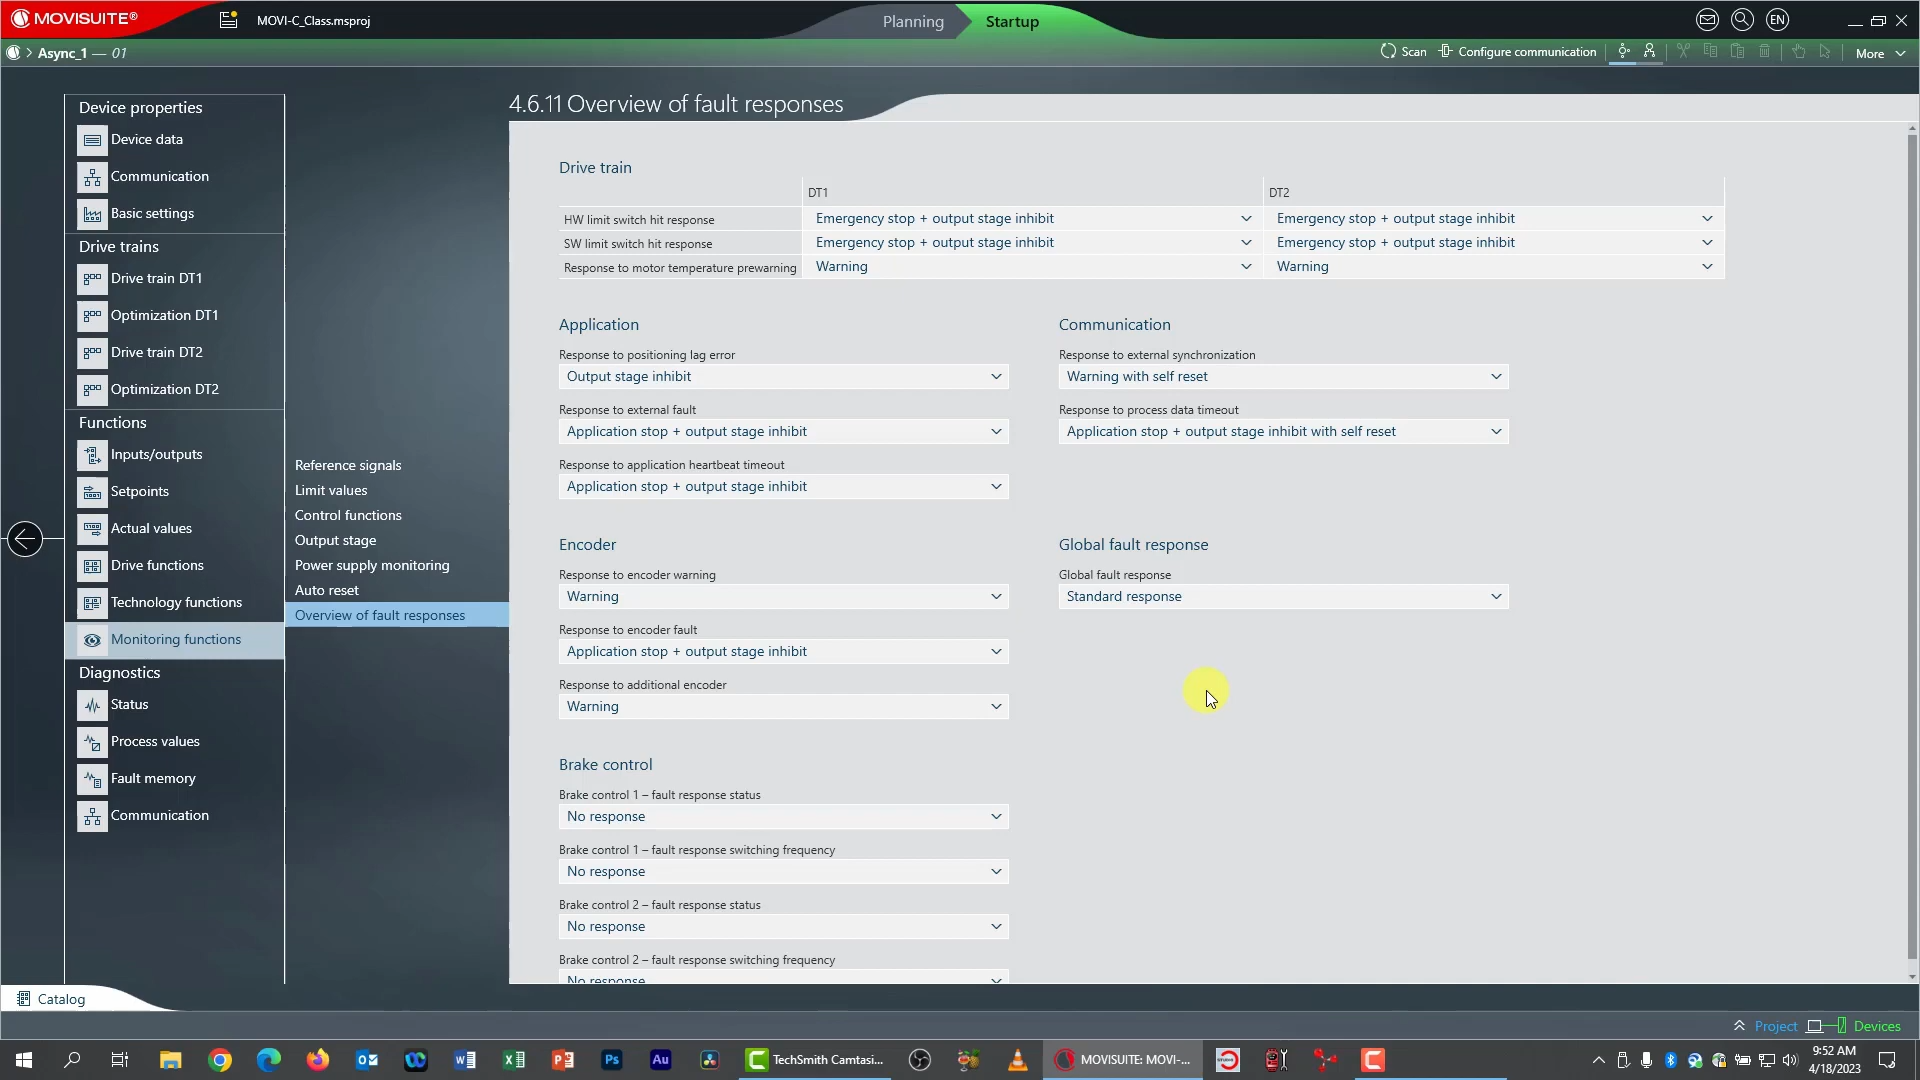 MOVISUITE®
MOVI-C_Class.msproj
Planning
Startup
EN
Async_1 — 01
Scan
Configure communication
More
Device properties
Device data
Communication
Basic settings
Drive trains
Drive train DT1
Optimization DT1
Drive train DT2
Optimization DT2
Functions
Inputs/outputs
Setpoints
Actual values
Drive functions
Technology functions
Monitoring functions
Diagnostics
Status
Process values
Fault memory
Communication
Reference signals
Limit values
Control functions
Output stage
Power supply monitoring
Auto reset
Overview of fault responses
4.6.11 Overview of fault responses
Drive train
DT1 DT2
HW limit switch hit response Emergency stop + output stage inhibit Emergency stop + output stage inhibit
SW limit switch hit response Emergency stop + output stage inhibit Emergency stop + output stage inhibit
Response to motor temperature prewarning Warning Warning
Application
Response to positioning lag error
Output stage inhibit
Response to external fault
Application stop + output stage inhibit
Response to application heartbeat timeout
Application stop + output stage inhibit
Communication
Response to external synchronization
Warning with self reset
Response to process data timeout
Application stop + output stage inhibit with self reset
Encoder
Response to encoder warning
Warning
Response to encoder fault
Application stop + output stage inhibit
Response to additional encoder
Warning
Global fault response
Global fault response
Standard response
Brake control
Brake control 1 – fault response status
No response
Brake control 1 – fault response switching frequency
No response
Brake control 2 – fault response status
No response
Brake control 2 – fault response switching frequency
No response
Catalog
Project
Devices
TechSmith Camtasi...
MOVISUITE: MOVI-...
9:52 AM
4/18/2023